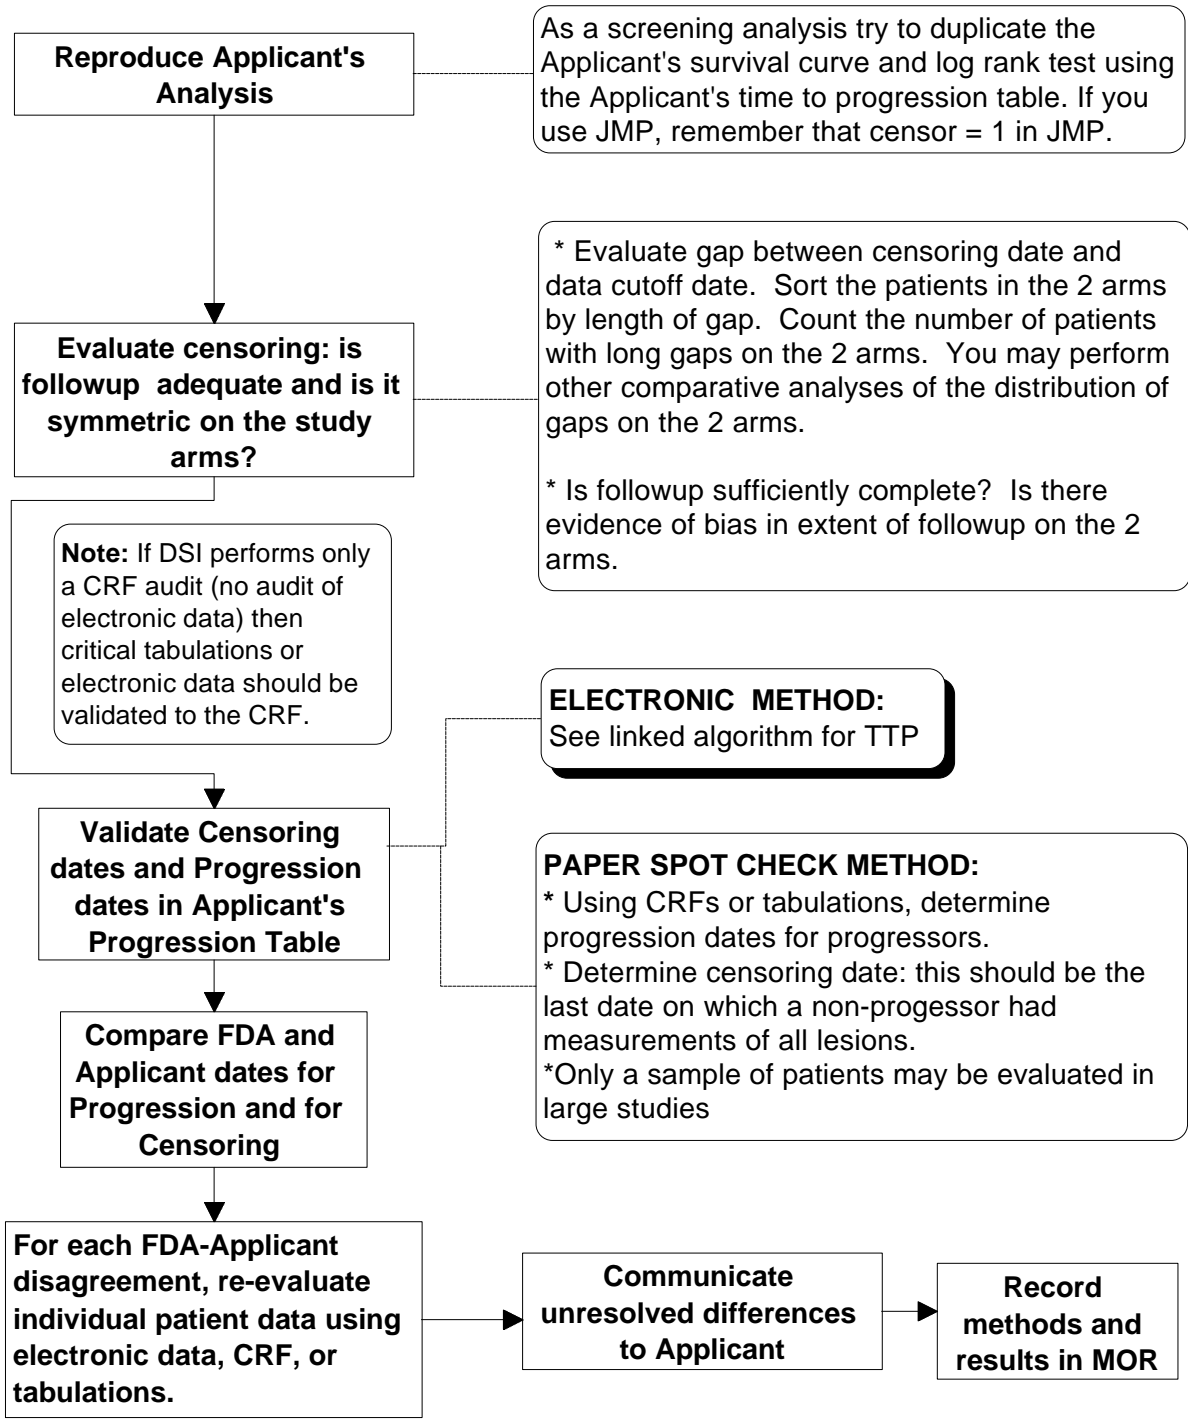 Reproduce Applicant's
Analysis
As a screening analysis try to duplicate the
Applicant's survival curve and log rank test using
the Applicant's time to progression table. If you
use JMP, remember that censor = 1 in JMP.
Evaluate censoring: is
followup  adequate and is it
symmetric on the study
arms?
* Evaluate gap between censoring date and
data cutoff date.  Sort the patients in the 2 arms
by length of gap.  Count the number of patients
with long gaps on the 2 arms.  You may perform
other comparative analyses of the distribution of
gaps on the 2 arms.
* Is followup sufficiently complete?  Is there
evidence of bias in extent of followup on the 2
arms.
Note: If DSI performs only
a CRF audit (no audit of
electronic data) then
critical tabulations or
electronic data should be
validated to the CRF.
ELECTRONIC  METHOD:
See linked algorithm for TTP
Validate Censoring
dates and Progression
dates in Applicant's
Progression Table
PAPER SPOT CHECK METHOD:
* Using CRFs or tabulations, determine
progression dates for progressors.
* Determine censoring date: this should be the
last date on which a non-progessor had
measurements of all lesions.
*Only a sample of patients may be evaluated in
large studies
Compare FDA and
Applicant dates for
Progression and for
Censoring
For each FDA-Applicant
disagreement, re-evaluate
individual patient data using
electronic data, CRF, or
tabulations.
Communicate
unresolved differences
to Applicant
Record
methods and
results in MOR